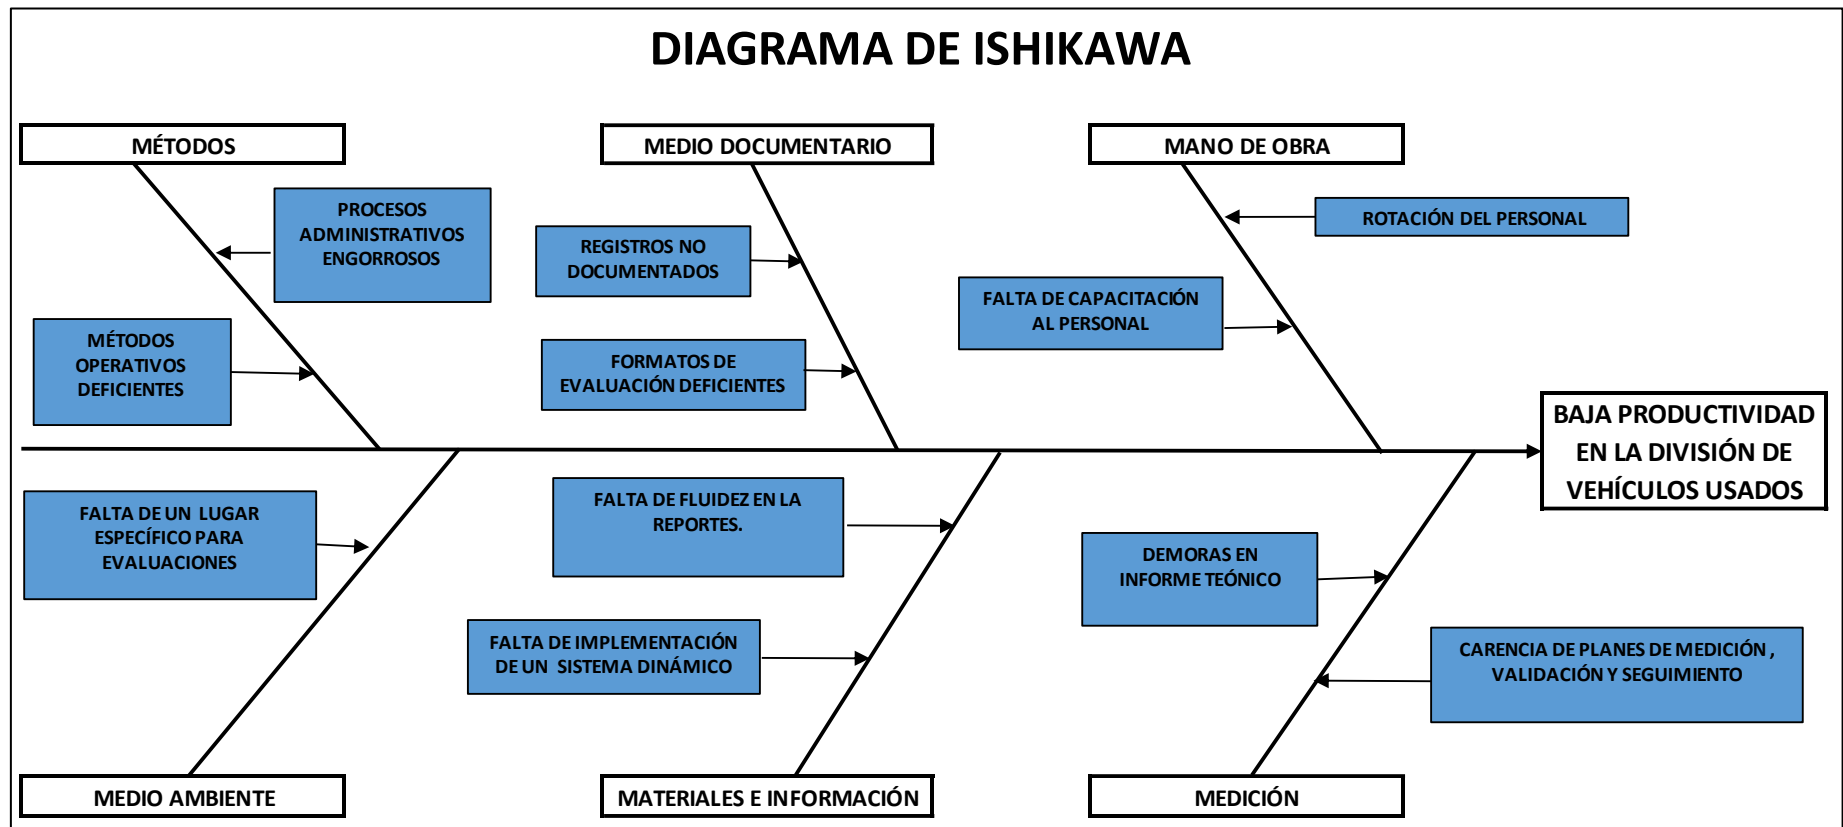 DIAGRAMA DE ISHIKAWA
MÉTODOS
MEDIO DOCUMENTARIO
MANO DE OBRA
PROCESOS
ADMINISTRATIVOS
ENGORROSOS
REGISTROS NO
DOCUMENTADOS
ROTACIÓN DEL PERSONAL
FALTA DE CAPACITACIÓN
AL PERSONAL
MÉTODOS
OPERATIVOS
DEFICIENTES
FORMATOS DE
EVALUACIÓN DEFICIENTES
BAJA PRODUCTIVIDAD
EN LA DIVISIÓN DE
VEHÍCULOS USADOS
FALTA DE UN LUGAR
ESPECÍFICO PARA
EVALUACIONES
FALTA DE FLUIDEZ EN LA
REPORTES.
DEMORAS EN
INFORME TEÓNICO
FALTA DE IMPLEMENTACIÓN
DE UN SISTEMA DINÁMICO
CARENCIA DE PLANES DE MEDICIÓN ,
VALIDACIÓN Y SEGUIMIENTO
MEDIO AMBIENTE
MATERIALES E INFORMACIÓN
MEDICIÓN